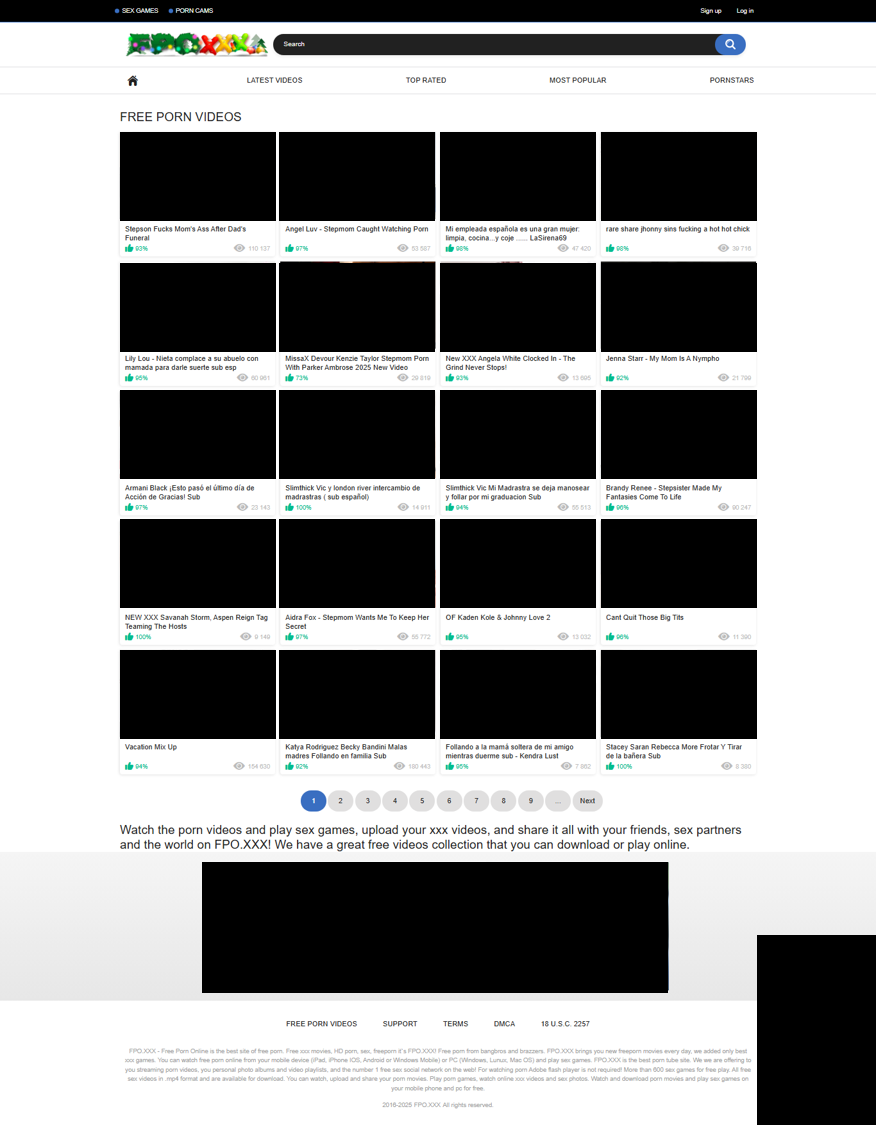 SEX GAMES PORN CAMS Sign up Log in
FPOXXX
Search
LATEST VIDEOS TOP RATED MOST POPULAR PORNSTARS
FREE PORN VIDEOS
Stepson Fucks Mom's Ass After Dad's
Funeral
93% 110 137
Angel Luv - Stepmom Caught Watching Porn
97% 53 587
Mi empleada española es una gran mujer:
limpia, cocina...y coje ...... LaSirena69
98% 47 420
rare share jhonny sins fucking a hot hot chick
98% 39 716
Lily Lou - Nieta complace a su abuelo con
mamada para darle suerte sub esp
95% 60 961
MissaX Devour Kenzie Taylor Stepmom Porn
With Parker Ambrose 2025 New Video
73%
New XXX Angela White Clocked In - The
Grind Never Stops!
93% 13 695
Jenna Starr - My Mom Is A Nympho
92% 21 799
Armani Black ¡Esto pasó el último día de
Acción de Gracias! Sub
97% 23 143
Slimthick Vic y london river intercambio de
madrastras ( sub español)
100% 14 911
Slimthick Vic Mi Madrastra se deja manosear
y follar por mi graduacion Sub
94% 55 513
Brandy Renee - Stepsister Made My
Fantasies Come To Life
96% 90 247
NEW XXX Savanah Storm, Aspen Reign Tag
Teaming The Hosts
100% 9 149
Aidra Fox - Stepmom Wants Me To Keep Her
Secret
97% 55 772
OF Kaden Kole & Johnny Love 2
95% 13 032
Cant Quit Those Big Tits
96% 11 390
Vacation Mix Up
94% 154 830
Katya Rodriguez Becky Bandini Malas
madres Follando en familia Sub
92% 180 443
Follando a la mamá soltera de mi amigo
mientras duerme sub - Kendra Lust
95% 7 882
Stacey Saran Rebecca More Frotar Y Tirar
de la bañera Sub
100% 8 380
1 2 3 4 5 6 7 8 9 ... Next
Watch the porn videos and play sex games, upload your xxx videos, and share it all with your friends, sex partners
and the world on FPO.XXX! We have a great free videos collection that you can download or play online.
FREE PORN VIDEOS SUPPORT TERMS DMCA 18 U.S.C. 2257
FPO.XXX - Free Porn Online is the best site of free porn. Free xxx movies, HD porn, sex, freeporn it's FPO.XXX! Free porn from bangbros and brazzers. FPO.XXX brings you new freeporn movies every day, we added only best
xxx games. You can watch free porn online from your mobile device (iPad, iPhone IOS, Android or Windows Mobile) or PC (Windows, Lunux, Mac OS) and play sex games. FPO.XXX is the best porn tube site. We we are offering to
you streaming porn videos, you personal photo albums and video playlists, and the number 1 free sex social network on the web! For watching porn Adobe flash player is not required! More than 600 sex games for free play. All free
sex videos in .mp4 format and are available for download. You can watch, upload and share your porn movies. Play porn games, watch online xxx videos and sex photos. Watch and download porn movies and play sex games on
your mobile phone and pc for free.
2016-2025 FPO.XXX All rights reserved.